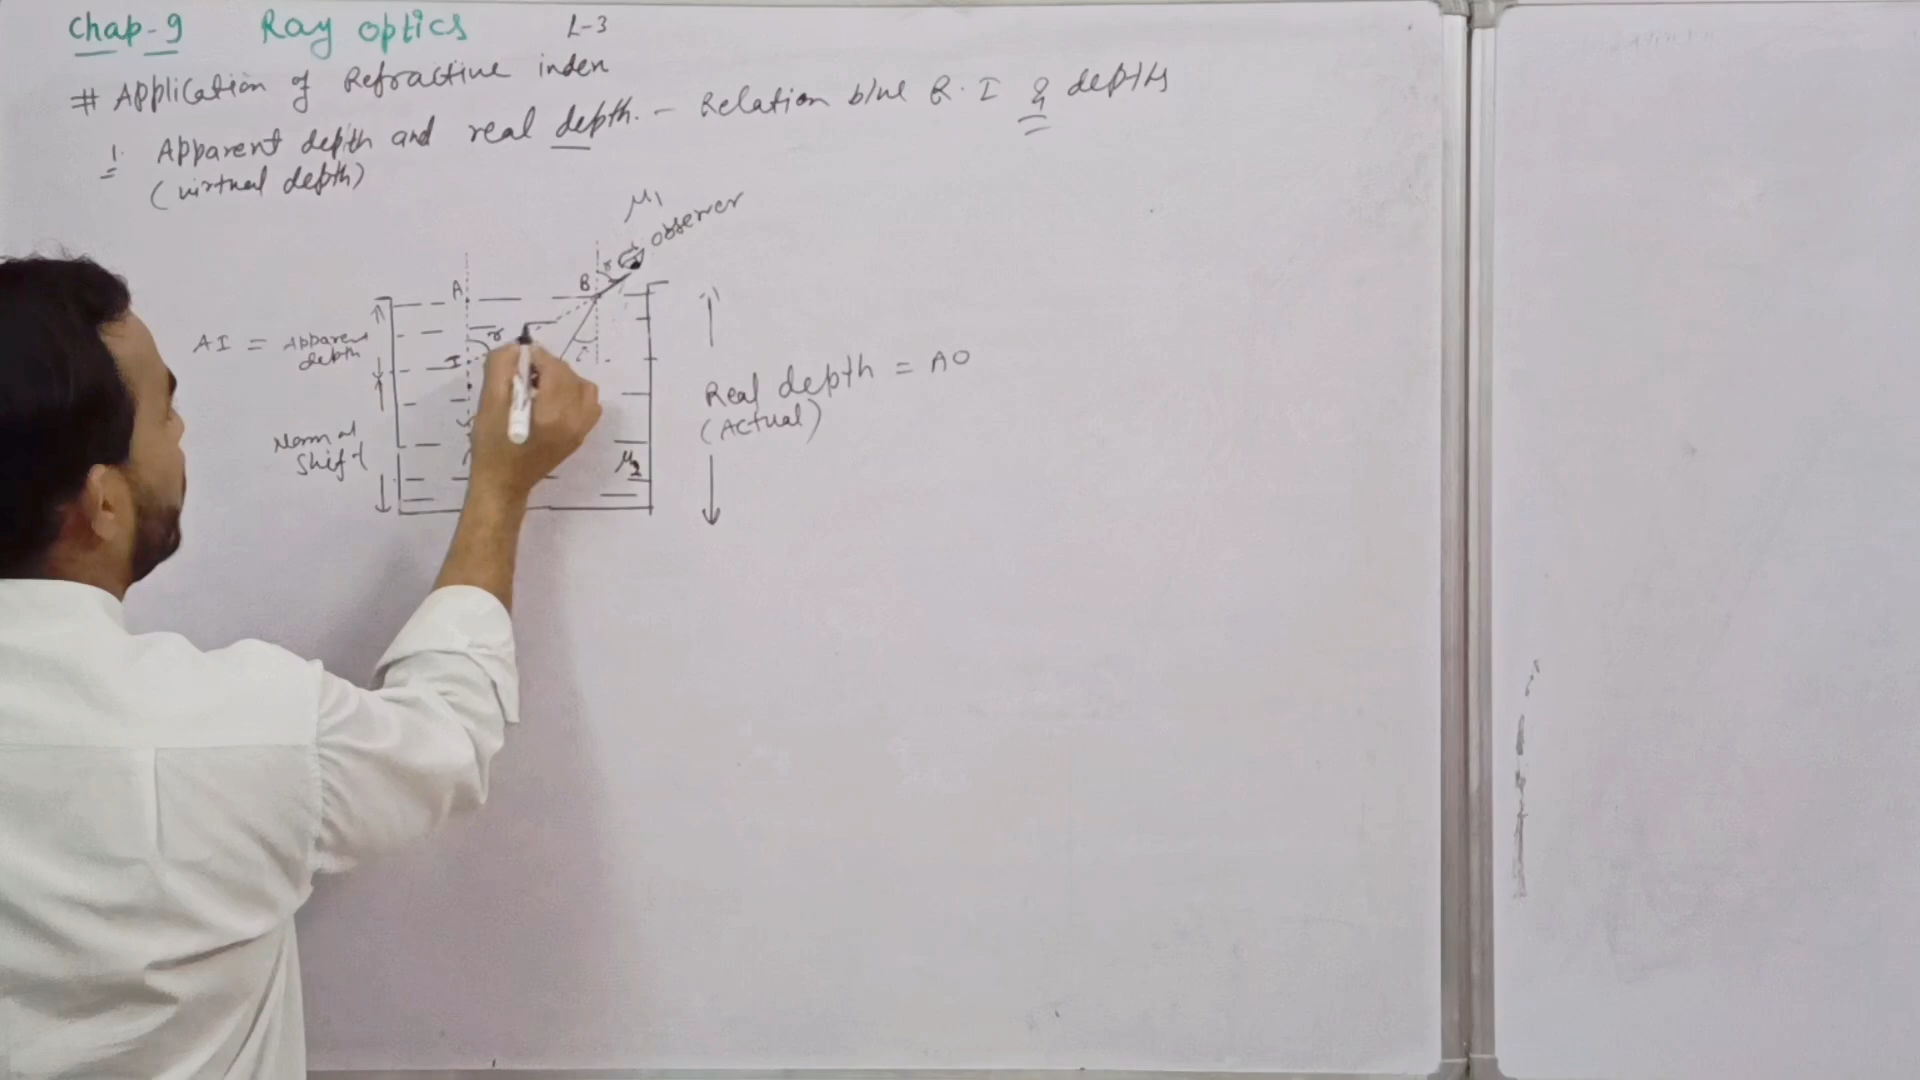 Chap-9 Ray optics L-3
# Application of Refractive index
1. Apparent depth and real depth. - Relation b/w R.I & depths
(virtual depth)
μ1
observer
A
B
r
AI = Apparent depth
r
I
i
Real depth = AO
(Actual)
Normal shift
μ2